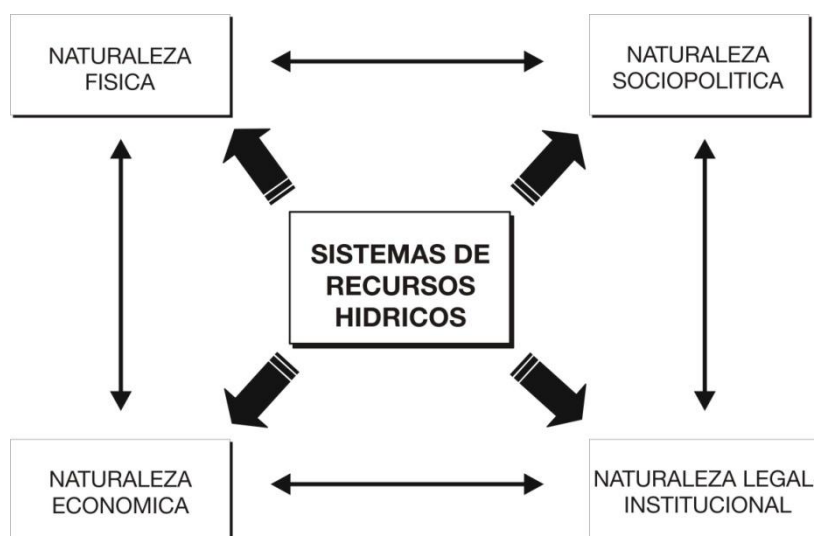 NATURALEZA
FISICA
NATURALEZA
SOCIOPOLITICA
SISTEMAS DE
RECURSOS
HIDRICOS
NATURALEZA
ECONOMICA
NATURALEZA LEGAL
INSTITUCIONAL